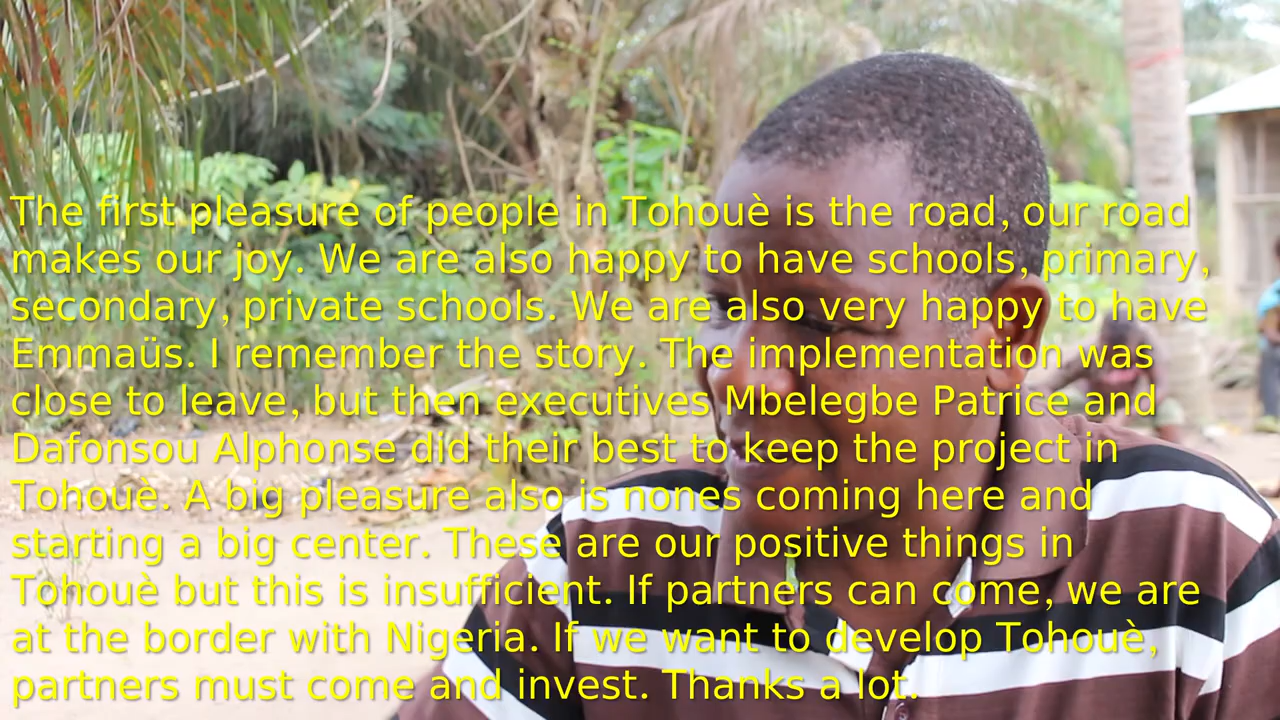 The first pleasure of people in Tohouè is the road, our road
makes our joy. We are also happy to have schools, primary,
secondary, private schools. We are also very happy to have
Emmaüs. I remember the story. The implementation was
close to leave, but then executives Mbelegbe Patrice and
Dafonsou Alphonse did their best to keep the project in
Tohouè. A big pleasure also is nones coming here and
starting a big center. These are our positive things in
Tohouè but this is insufficient. If partners can come, we are
at the border with Nigeria. If we want to develop Tohouè,
partners must come and invest. Thanks a lot.